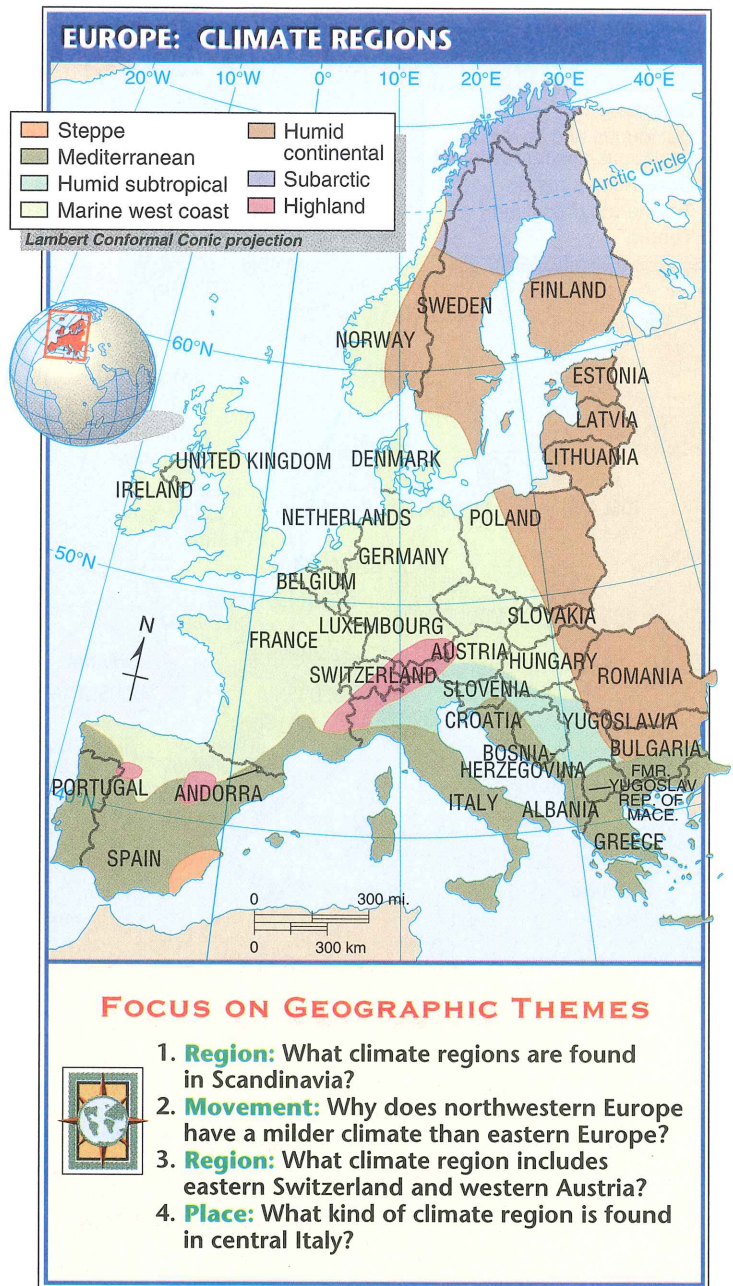 EUROPE: CLIMATE REGIONS
20°W 10°W 0° 10°E 20°E 30°E 40°E
Steppe
Mediterranean
Humid subtropical
Marine west coast
Humid
continental
Subarctic
Highland
Lambert Conformal Conic projection
Arctic Circle
SWEDEN
FINLAND
NORWAY
60°N
ESTONIA
LATVIA
LITHUANIA
UNITED KINGDOM
DENMARK
IRELAND
NETHERLANDS
POLAND
50°N
GERMANY
BELGIUM
SLOVAKIA
N
LUXEMBOURG
FRANCE
AUSTRIA
HUNGARY
SWITZERLAND
ROMANIA
SLOVENIA
CROATIA
YUGOSLAVIA
BOSNIA-
HERZEGOVINA
BULGARIA
PORTUGAL
40°N
ANDORRA
FMR.
YUGOSLAV
REP. OF
MACE.
ITALY
ALBANIA
GREECE
SPAIN
0 300 mi.
0 300 km
FOCUS ON GEOGRAPHIC THEMES
1. Region: What climate regions are found
in Scandinavia?
2. Movement: Why does northwestern Europe
have a milder climate than eastern Europe?
3. Region: What climate region includes
eastern Switzerland and western Austria?
4. Place: What kind of climate region is found
in central Italy?